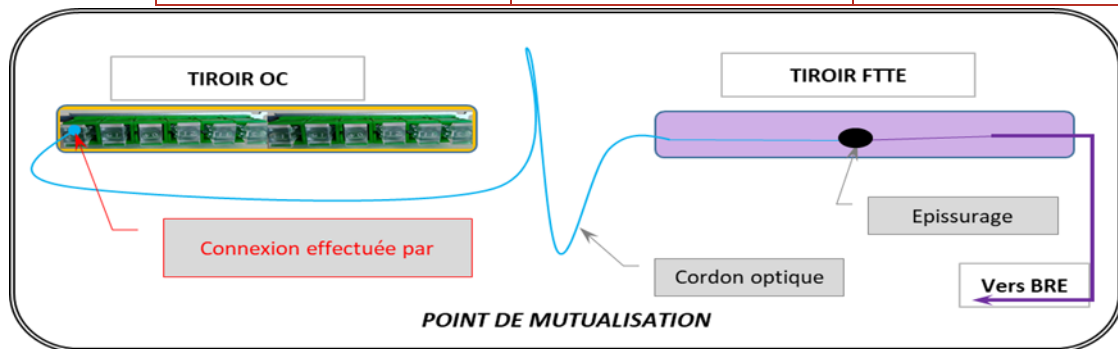 TIROIR OC
TIROIR FTTE
Epissurage
Connexion effectuée par
Cordon optique
Vers BRE
POINT DE MUTUALISATION